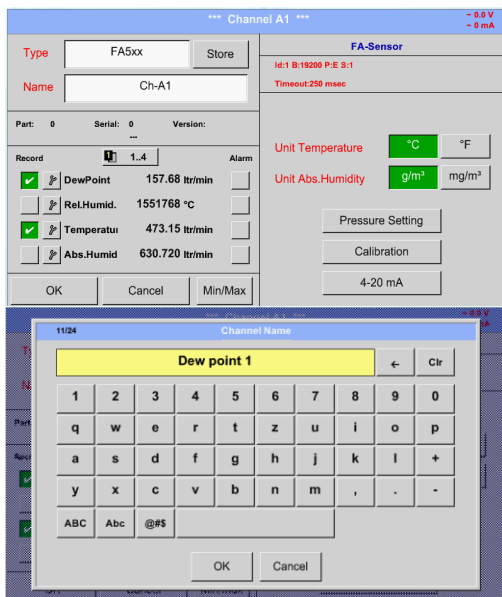 *** Channel A1 ***
~ 0.0 V
~ 0 mA
Type
FA5xx
Store
Name
Ch-A1
Part: 0 Serial: 0 Version:
---
Record
1..4
Alarm
DewPoint 157.68 ltr/min
Rel.Humid. 1551768 °C
Temperatur 473.15 ltr/min
Abs.Humid 630.720 ltr/min
OK
Cancel
Min/Max
FA-Sensor
Id:1 B:19200 P:E S:1
Timeout:250 msec
Unit Temperature
°C
°F
Unit Abs.Humidity
g/m³
mg/m³
Pressure Setting
Calibration
4-20 mA
*** Channel A1 ***
11/24
Channel Name
Dew point 1
←
Clr
1 2 3 4 5 6 7 8 9 0
q w e r t z u i o p
a s d f g h j k l +
y x c v b n m , . -
ABC
Abc
@#$
OK
Cancel